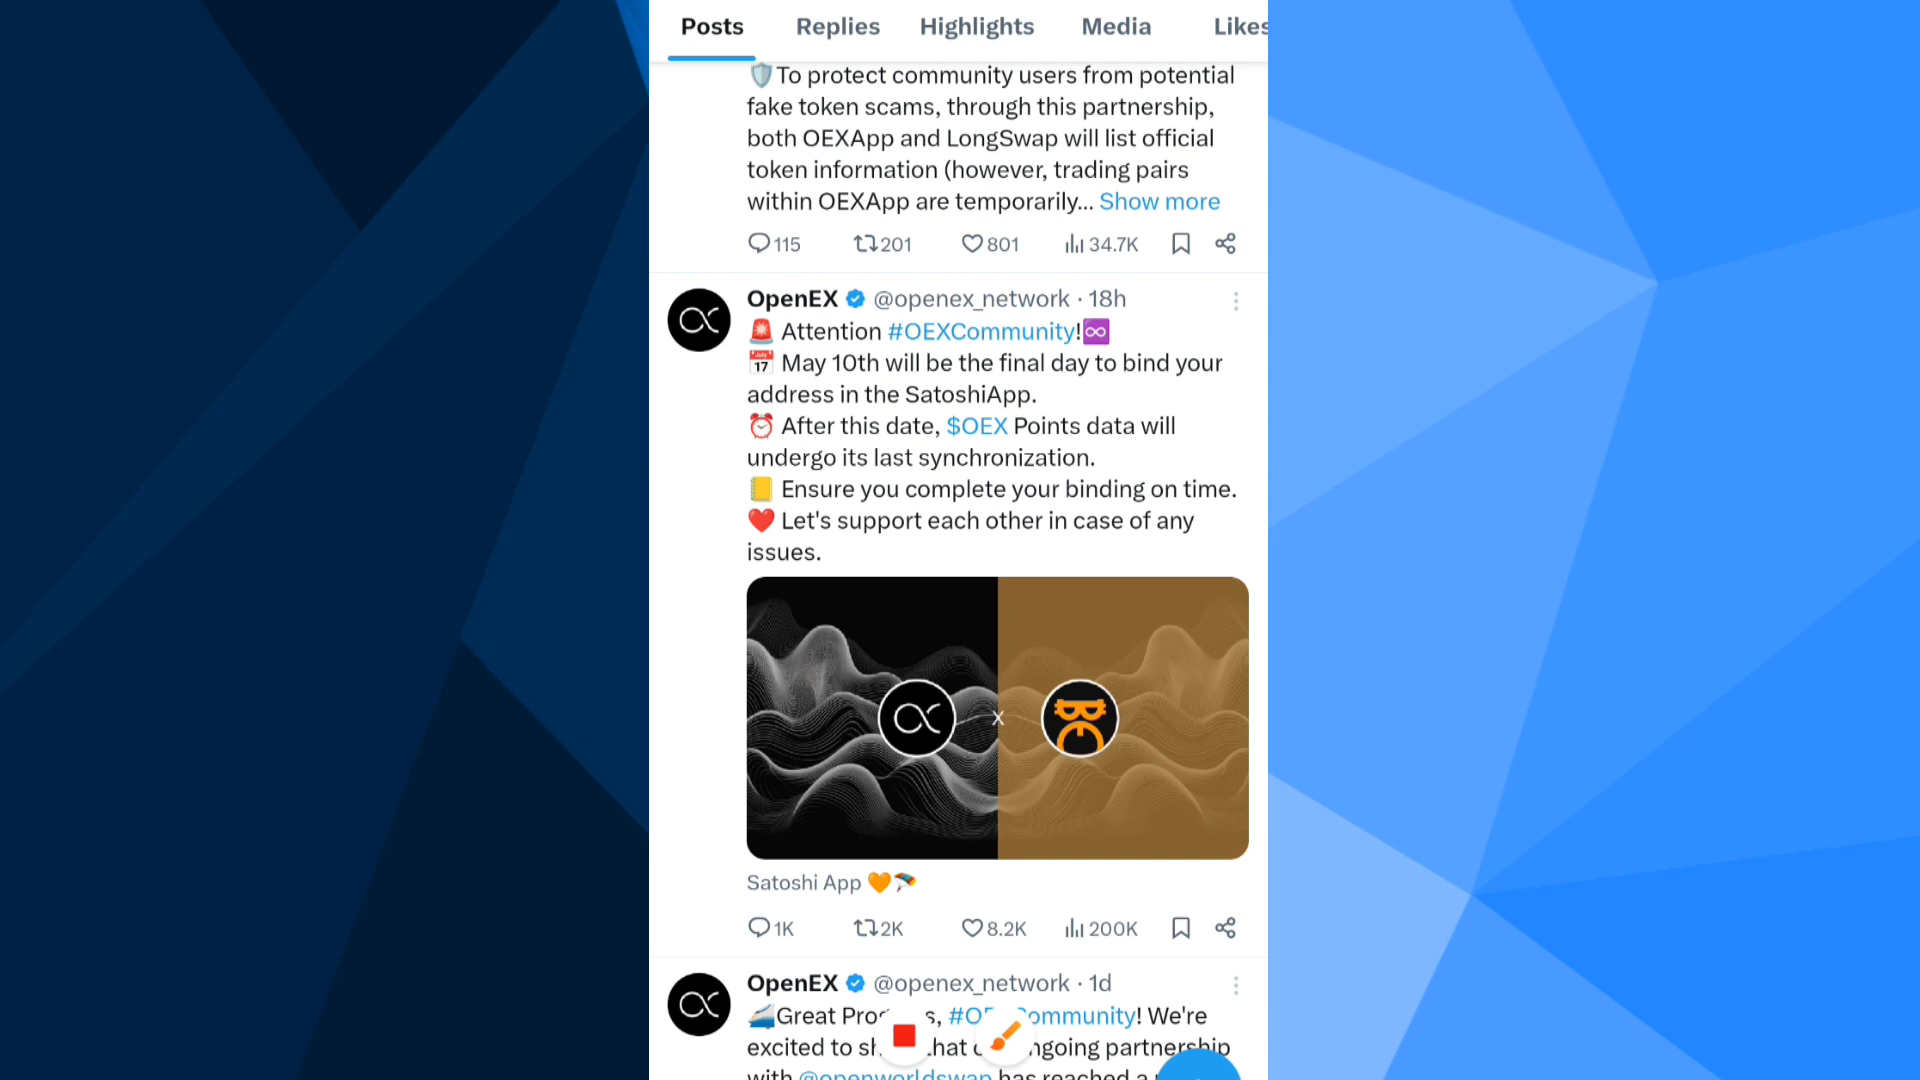 Posts Replies Highlights Media Likes
🛡️To protect community users from potential
fake token scams, through this partnership,
both OEXApp and LongSwap will list official
token information (however, trading pairs
within OEXApp are temporarily... Show more
115 201 801 34.7K
OpenEX @openex_network · 18h
🚨 Attention #OEXCommunity!♾️
📅 May 10th will be the final day to bind your
address in the SatoshiApp.
⏰ After this date, $OEX Points data will
undergo its last synchronization.
📒 Ensure you complete your binding on time.
❤️ Let's support each other in case of any
issues.
X
Satoshi App 🧡🪂
1K 2K 8.2K 200K
OpenEX @openex_network · 1d
🚄Great #OE ommunity! We're
excited to that ngoing partnership
with @openworldswap has reached a